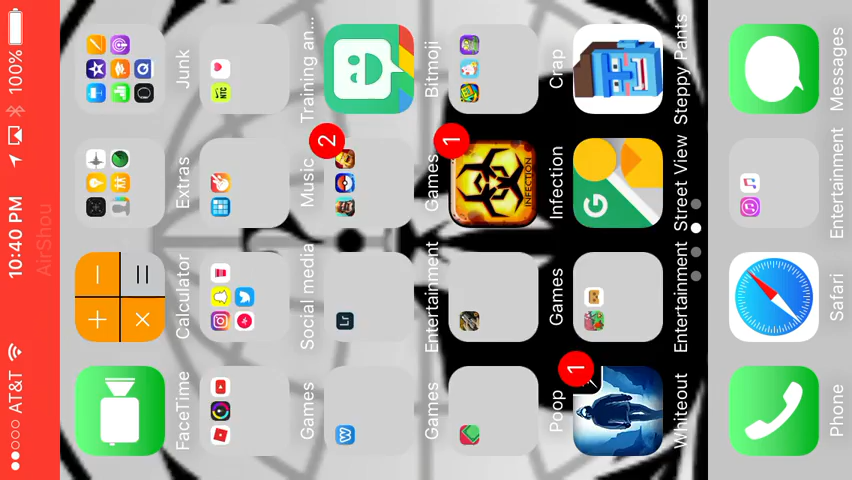 AT&T 10:40 PM 100%
AirShou
FaceTime Calculator Extras Junk
Games Social media Music Training an...
Games Entertainment Games Bitmoji
2
Poop Games Infection Crap
1
INFECTION
Whiteout Entertainment Street View Steppy Pants
1
Phone Safari Entertainment Messages